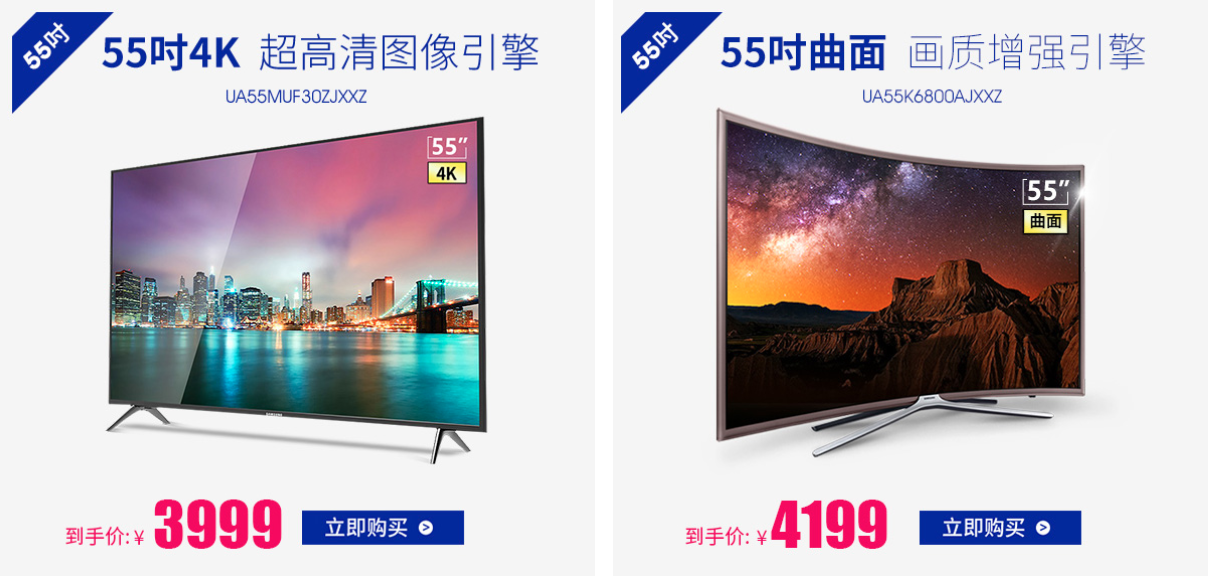 55吋
55吋4K 超高清图像引擎
UA55MUF30ZJXXZ
55"
4K
SAMSUNG
到手价:¥ 3999
立即购买 >
55吋
55吋曲面 画质增强引擎
UA55K6800AJXXZ
55"
曲面
SAMSUNG
到手价:¥4199
立即购买 >